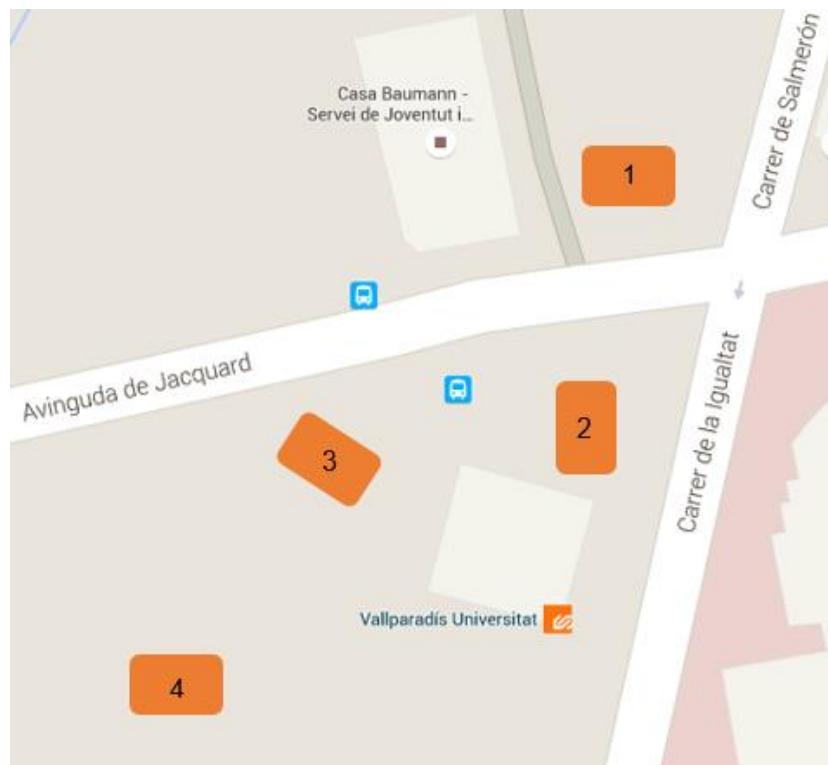 Casa Baumann -
Servei de Joventut i...
Carrer de Salmerón
1
Avinguda de Jacquard
Carrer de la Igualtat
2
3
Vallparadís Universitat
4